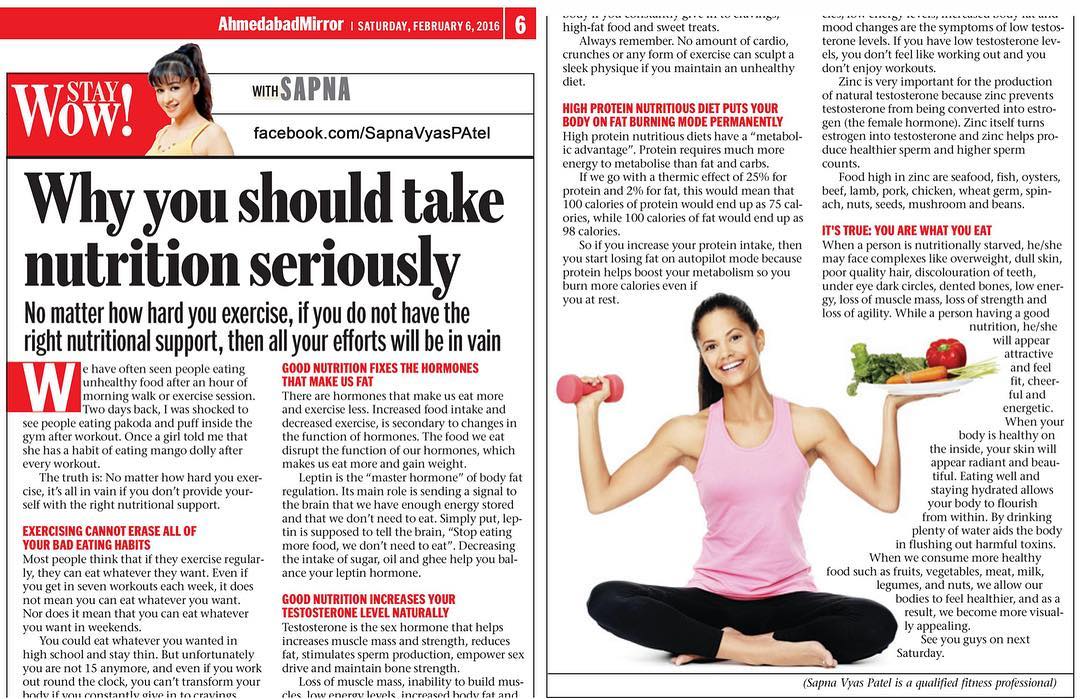 AhmedabadMirror | SATURDAY, FEBRUARY 6, 2016 6
STAY
WOW!
WITH SAPNA
facebook.com/SapnaVyasPAtel
Why you should take
nutrition seriously
No matter how hard you exercise, if you do not have the
right nutritional support, then all your efforts will be in vain
We have often seen people eating
unhealthy food after an hour of
morning walk or exercise session.
Two days back, I was shocked to
see people eating pakoda and puff inside the
gym after workout. Once a girl told me that
she has a habit of eating mango dolly after
every workout.
The truth is: No matter how hard you exer-
cise, it's all in vain if you don't provide your-
self with the right nutritional support.
EXERCISING CANNOT ERASE ALL OF
YOUR BAD EATING HABITS
Most people think that if they exercise regular-
ly, they can eat whatever they want. Even if
you get in seven workouts each week, it does
not mean you can eat whatever you want.
Nor does it mean that you can eat whatever
you want in weekends.
You could eat whatever you wanted in
high school and stay thin. But unfortunately
you are not 15 anymore, and even if you work
out round the clock, you can't transform your
body if you constantly give in to cravings,
GOOD NUTRITION FIXES THE HORMONES
THAT MAKE US FAT
There are hormones that make us eat more
and exercise less. Increased food intake and
decreased exercise, is secondary to changes in
the function of hormones. The food we eat
disrupt the function of our hormones, which
makes us eat more and gain weight.
Leptin is the "master hormone" of body fat
regulation. Its main role is sending a signal to
the brain that we have enough energy stored
and that we don't need to eat. Simply put, lep-
tin is supposed to tell the brain, "Stop eating
more food, we don't need to eat". Decreasing
the intake of sugar, oil and ghee help you bal-
ance your leptin hormone.
GOOD NUTRITION INCREASES YOUR
TESTOSTERONE LEVEL NATURALLY
Testosterone is the sex hormone that helps
increases muscle mass and strength, reduces
fat, stimulates sperm production, empower sex
drive and maintain bone strength.
Loss of muscle mass, inability to build mus-
cles, low energy levels, increased body fat and
body if you constantly give in to cravings,
high-fat food and sweet treats.
Always remember. No amount of cardio,
crunches or any form of exercise can sculpt a
sleek physique if you maintain an unhealthy
diet.
HIGH PROTEIN NUTRITIOUS DIET PUTS YOUR
BODY ON FAT BURNING MODE PERMANENTLY
High protein nutritious diets have a "metabol-
ic advantage". Protein requires much more
energy to metabolise than fat and carbs.
If we go with a thermic effect of 25% for
protein and 2% for fat, this would mean that
100 calories of protein would end up as 75 cal-
ories, while 100 calories of fat would end up as
98 calories.
So if you increase your protein intake, then
you start losing fat on autopilot mode because
protein helps boost your metabolism so you
burn more calories even if
you at rest.
cles, low energy levels, increased body fat and
mood changes are the symptoms of low testos-
terone levels. If you have low testosterone lev-
els, you don't feel like working out and you
don't enjoy workouts.
Zinc is very important for the production
of natural testosterone because zinc prevents
testosterone from being converted into estro-
gen (the female hormone). Zinc itself turns
estrogen into testosterone and zinc helps pro-
duce healthier sperm and higher sperm
counts.
Food high in zinc are seafood, fish, oysters,
beef, lamb, pork, chicken, wheat germ, spin-
ach, nuts, seeds, mushroom and beans.
IT'S TRUE: YOU ARE WHAT YOU EAT
When a person is nutritionally starved, he/she
may face complexes like overweight, dull skin,
poor quality hair, discolouration of teeth,
under eye dark circles, dented bones, low ener-
gy, loss of muscle mass, loss of strength and
loss of agility. While a person having a good
nutrition, he/she
will appear
attractive
and feel
fit, cheer-
ful and
energetic.
When your
body is healthy on
the inside, your skin will
appear radiant and beau-
tiful. Eating well and
staying hydrated allows
your body to flourish
from within. By drinking
plenty of water aids the body
in flushing out harmful toxins.
When we consume more healthy
food such as fruits, vegetables, meat, milk,
legumes, and nuts, we allow our
bodies to feel healthier, and as a
result, we become more visual-
ly appealing.
See you guys on next
Saturday.
(Sapna Vyas Patel is a qualified fitness professional)